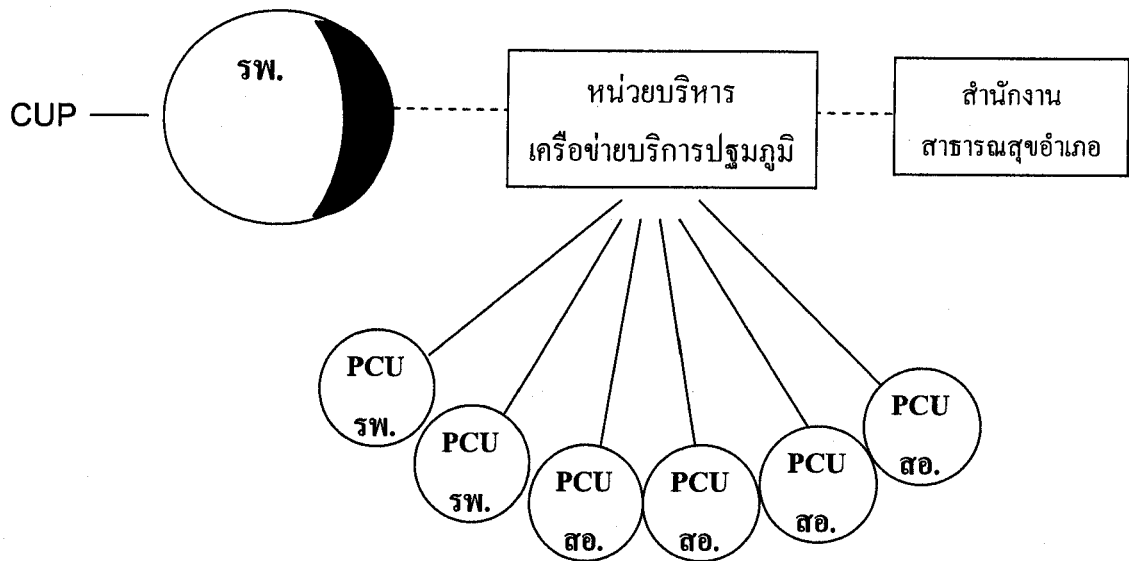 รพ.
CUP
หน่วยบริหาร
เครือข่ายบริการปฐมภูมิ
สำนักงาน
สาธารณสุขอำเภอ
PCU
รพ.
PCU
รพ.
PCU
สอ.
PCU
สอ.
PCU
สอ.
PCU
สอ.